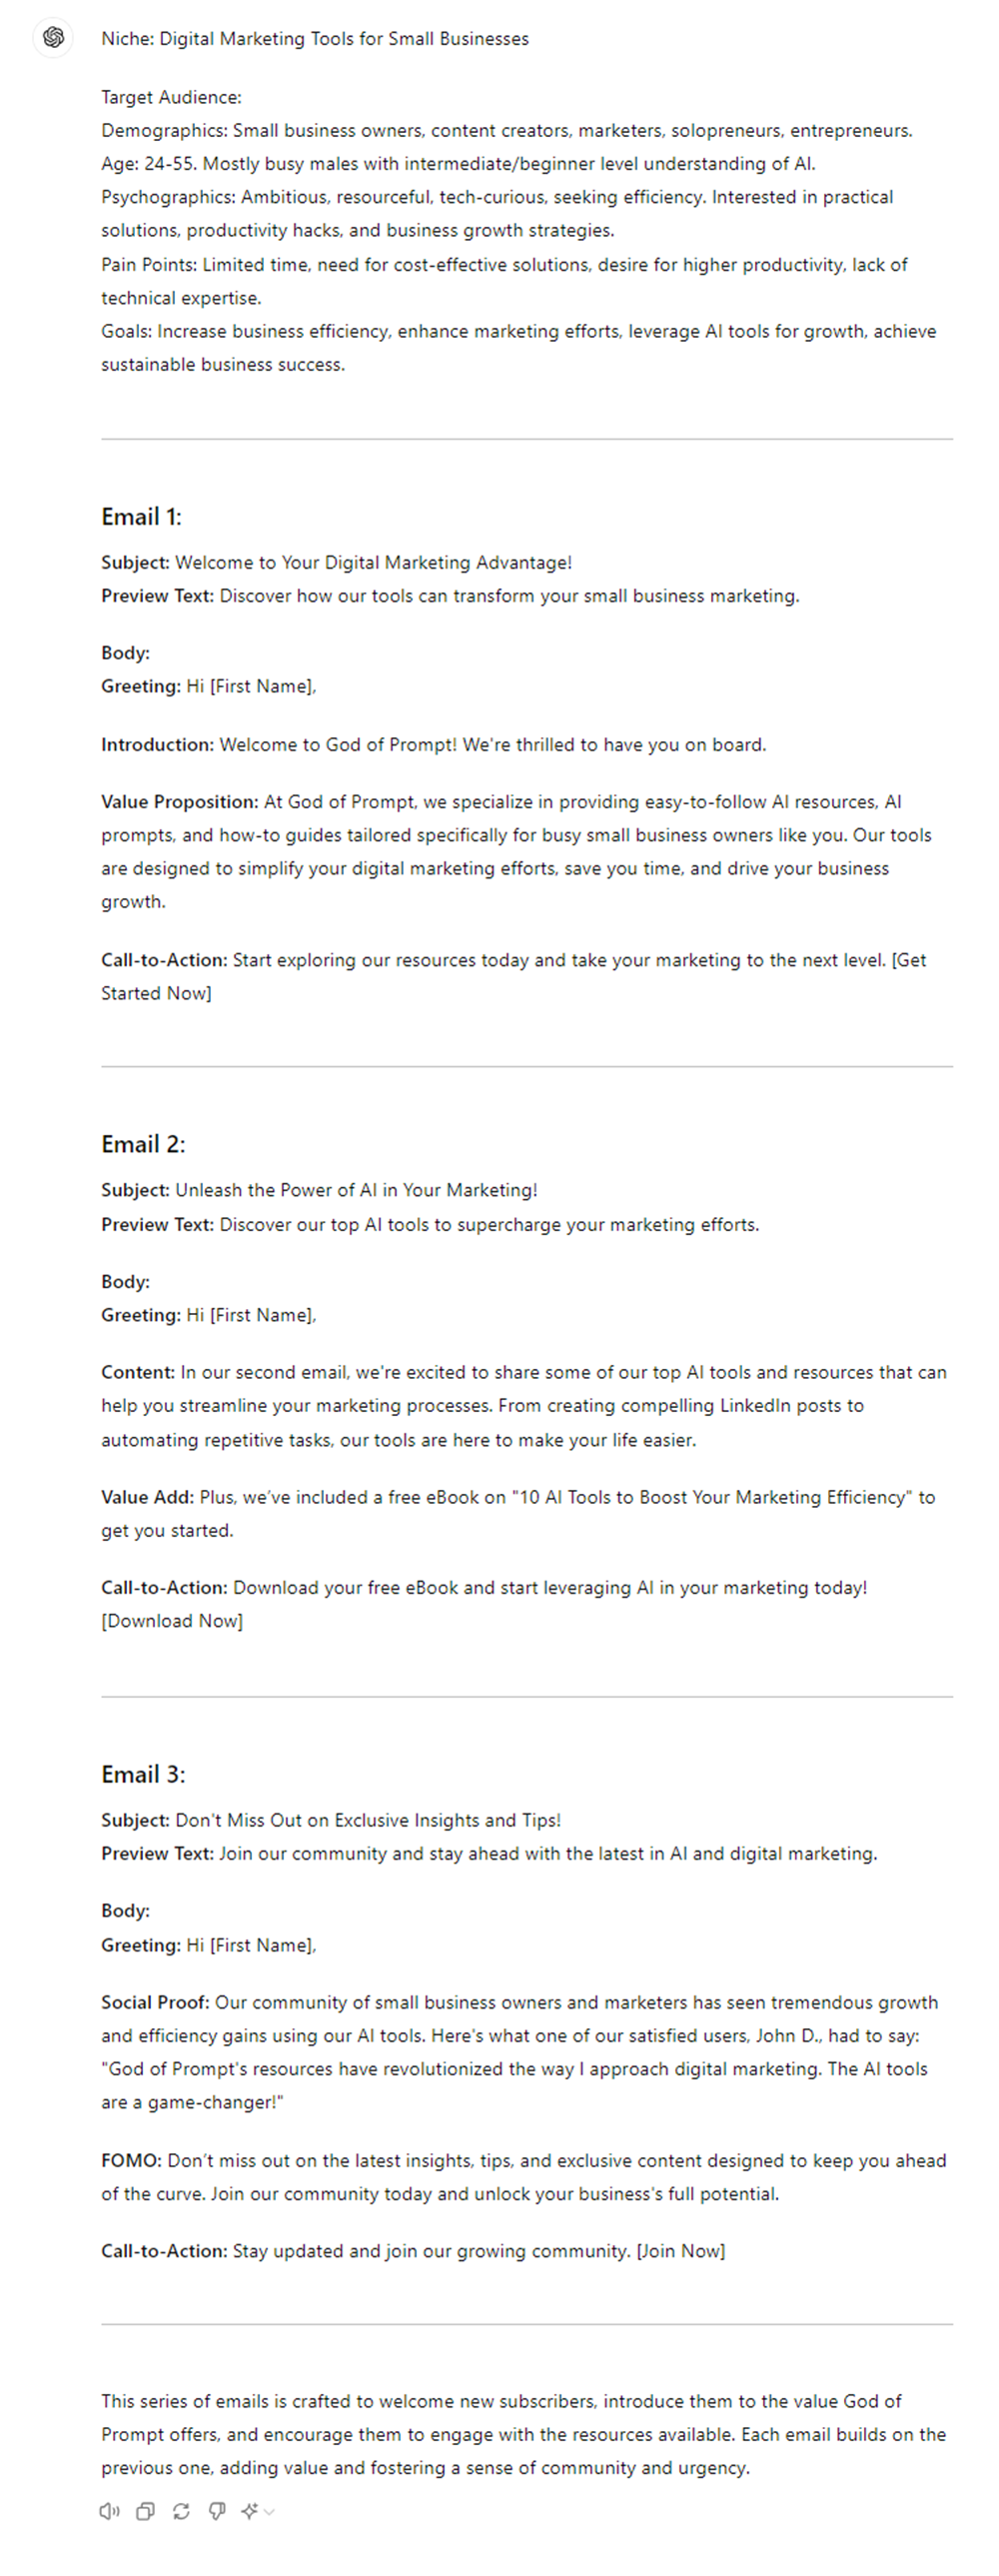 Niche: Digital Marketing Tools for Small Businesses
Target Audience:
Demographics: Small business owners, content creators, marketers, solopreneurs, entrepreneurs.
Age: 24-55. Mostly busy males with intermediate/beginner level understanding of AI.
Psychographics: Ambitious, resourceful, tech-curious, seeking efficiency. Interested in practical
solutions, productivity hacks, and business growth strategies.
Pain Points: Limited time, need for cost-effective solutions, desire for higher productivity, lack of
technical expertise.
Goals: Increase business efficiency, enhance marketing efforts, leverage AI tools for growth, achieve
sustainable business success.
Email 1:
Subject: Welcome to Your Digital Marketing Advantage!
Preview Text: Discover how our tools can transform your small business marketing.
Body:
Greeting: Hi [First Name],
Introduction: Welcome to God of Prompt! We're thrilled to have you on board.
Value Proposition: At God of Prompt, we specialize in providing easy-to-follow AI resources, AI
prompts, and how-to guides tailored specifically for busy small business owners like you. Our tools
are designed to simplify your digital marketing efforts, save you time, and drive your business
growth.
Call-to-Action: Start exploring our resources today and take your marketing to the next level. [Get
Started Now]
Email 2:
Subject: Unleash the Power of AI in Your Marketing!
Preview Text: Discover our top AI tools to supercharge your marketing efforts.
Body:
Greeting: Hi [First Name],
Content: In our second email, we're excited to share some of our top AI tools and resources that can
help you streamline your marketing processes. From creating compelling LinkedIn posts to
automating repetitive tasks, our tools are here to make your life easier.
Value Add: Plus, we've included a free eBook on "10 AI Tools to Boost Your Marketing Efficiency" to
get you started.
Call-to-Action: Download your free eBook and start leveraging AI in your marketing today!
[Download Now]
Email 3:
Subject: Don't Miss Out on Exclusive Insights and Tips!
Preview Text: Join our community and stay ahead with the latest in AI and digital marketing.
Body:
Greeting: Hi [First Name],
Social Proof: Our community of small business owners and marketers has seen tremendous growth
and efficiency gains using our AI tools. Here's what one of our satisfied users, John D., had to say:
"God of Prompt's resources have revolutionized the way I approach digital marketing. The AI tools
are a game-changer!"
FOMO: Don't miss out on the latest insights, tips, and exclusive content designed to keep you ahead
of the curve. Join our community today and unlock your business's full potential.
Call-to-Action: Stay updated and join our growing community. [Join Now]
This series of emails is crafted to welcome new subscribers, introduce them to the value God of
Prompt offers, and encourage them to engage with the resources available. Each email builds on the
previous one, adding value and fostering a sense of community and urgency.